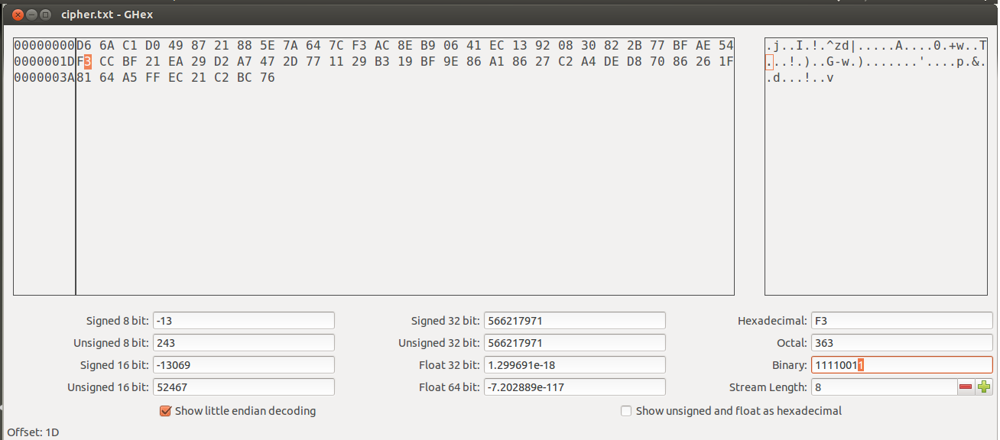 cipher.txt - GHex
00000000 D6 6A C1 D0 49 87 21 88 5E 7A 64 7C F3 AC 8E B9 06 41 EC 13 92 08 30 82 2B 77 BF AE 54 .j..I.!.^zd|.....A....0.+w..T
0000001D F3 CC BF 21 EA 29 D2 A7 47 2D 77 11 29 B3 19 BF 9E 86 A1 86 27 C2 A4 DE D8 70 86 26 1F ...!.)..G-w.).......'....p.&.
0000003A 81 64 A5 FF EC 21 C2 BC 76 .d...!..v
Signed 8 bit: -13 Signed 32 bit: 566217971 Hexadecimal: F3
Unsigned 8 bit: 243 Unsigned 32 bit: 566217971 Octal: 363
Signed 16 bit: -13069 Float 32 bit: 1.299691e-18 Binary: 11110011
Unsigned 16 bit: 52467 Float 64 bit: -7.202889e-117 Stream Length: 8
Show little endian decoding Show unsigned and float as hexadecimal
Offset: 1D